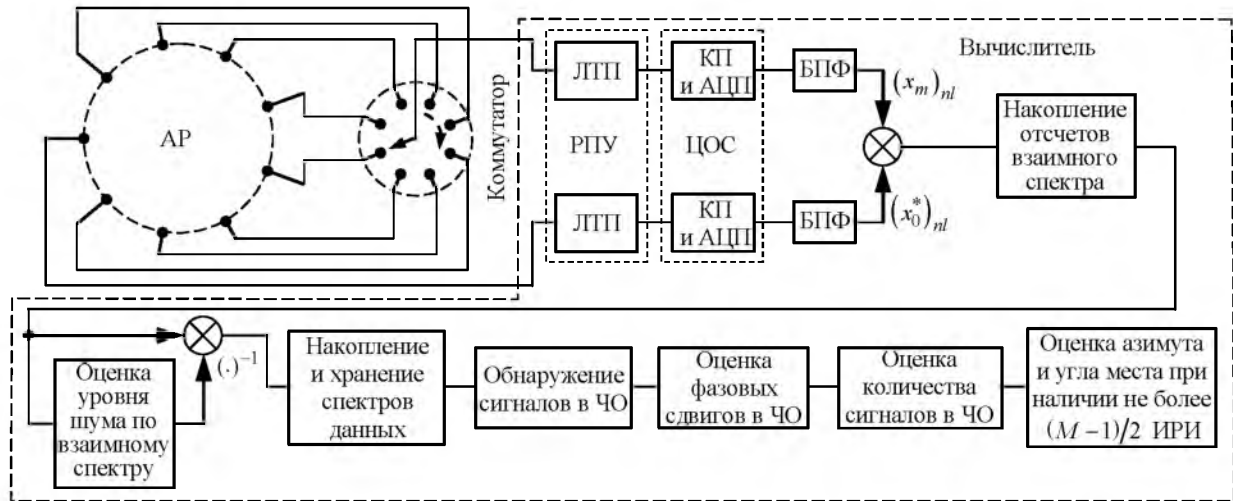 АР
Коммутатор
ЛТП
РПУ
ЛТП
КП
и АЦП
ЦОС
КП
и АЦП
БПФ
БПФ
(x_m)_{nl}
(x_0^*)_{nl}
Вычислитель
Накопление
отсчетов
взаимного
спектра
Оценка
уровня
шума по
взаимному
спектру
(·)^{-1}
Накопление
и хранение
спектров
данных
Обнаружение
сигналов в ЧО
Оценка
фазовых
сдвигов в ЧО
Оценка
количества
сигналов в ЧО
Оценка азимута
и угла места при
наличии не более
(M-1)/2 ИРИ